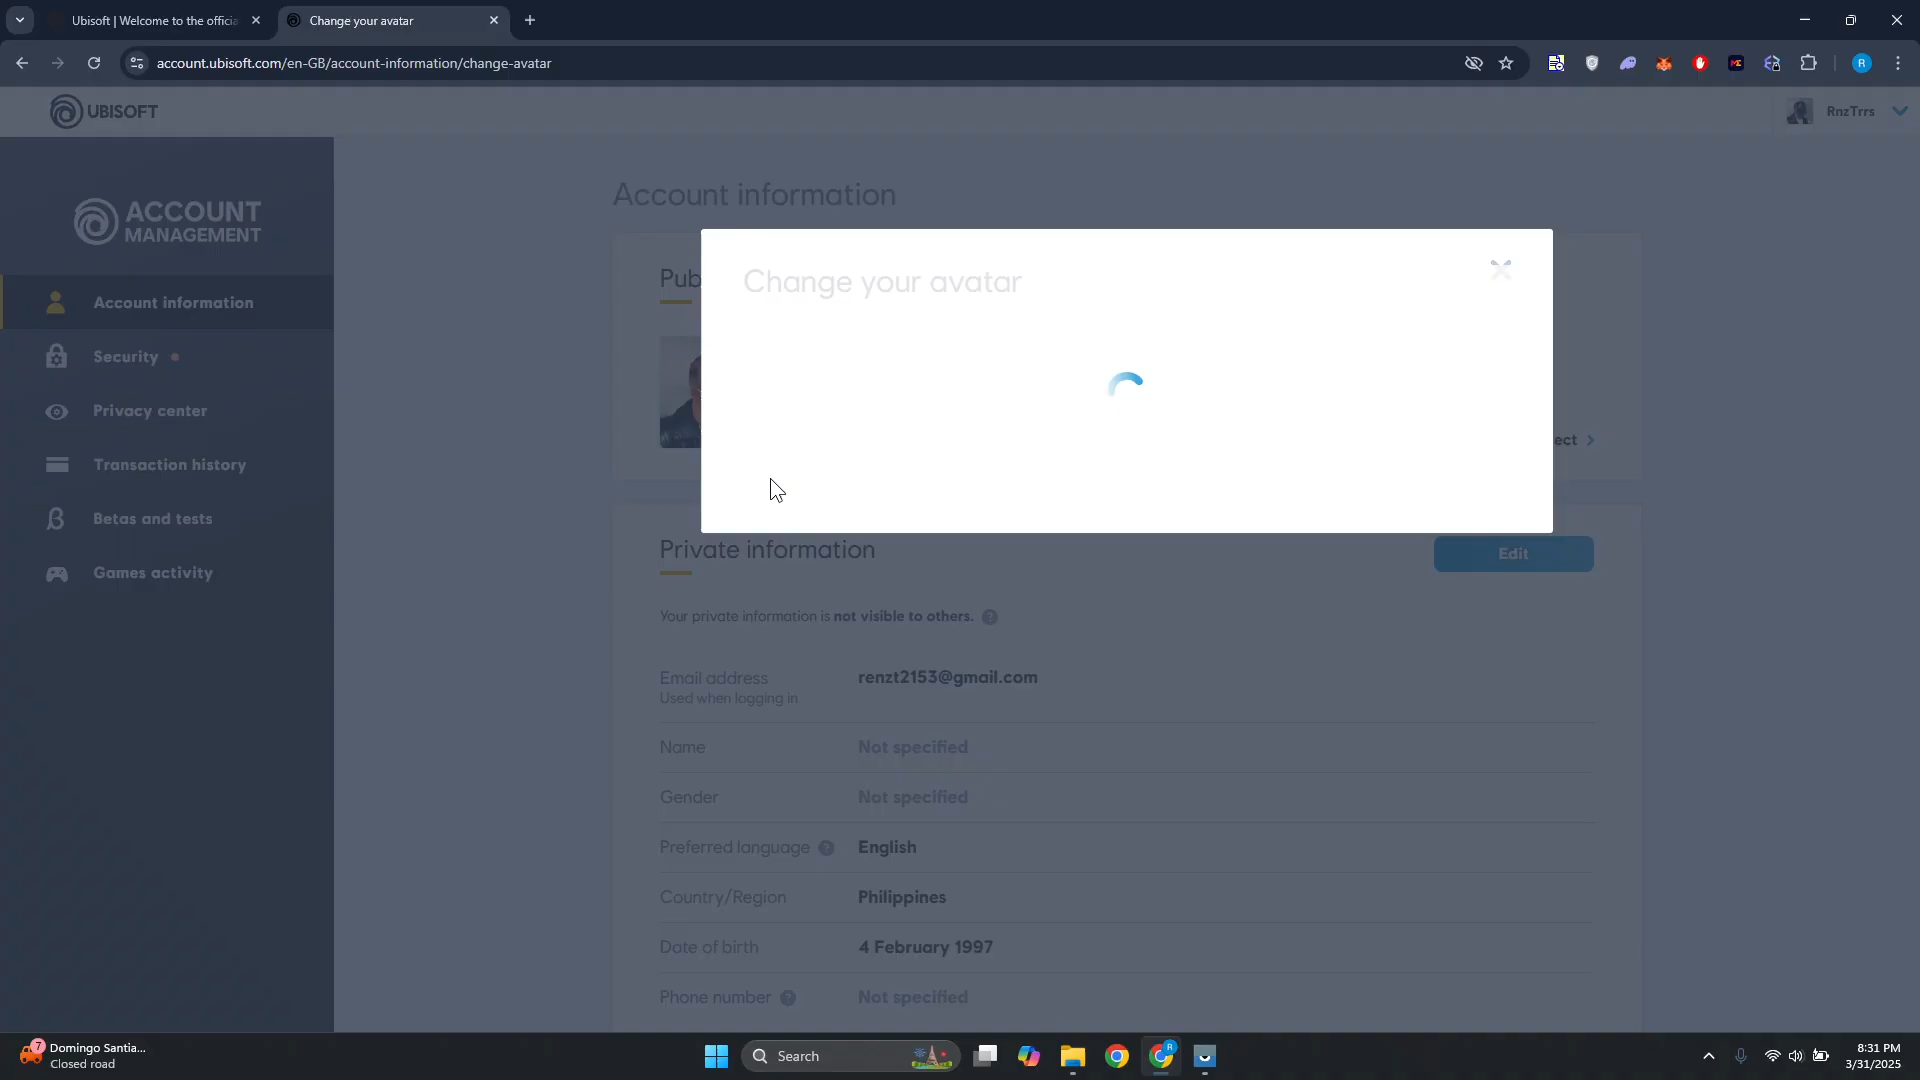 Ubisoft | Welcome to the officia
Change your avatar
account.ubisoft.com/en-GB/account-information/change-avatar
R
UBISOFT
RnzTrrs
ACCOUNT
MANAGEMENT
Account information
Security
Privacy center
Transaction history
Betas and tests
Games activity
Account information
Pub
Change your avatar
ect
Private information
Edit
Your private information is not visible to others. ?
Email address
renzt2153@gmail.com
Used when logging in
Name
Not specified
Gender
Not specified
Preferred language ?
English
Country/Region
Philippines
Date of birth
4 February 1997
Phone number ?
Not specified
7
Domingo Santia...
Closed road
Search
R
8:31 PM
3/31/2025